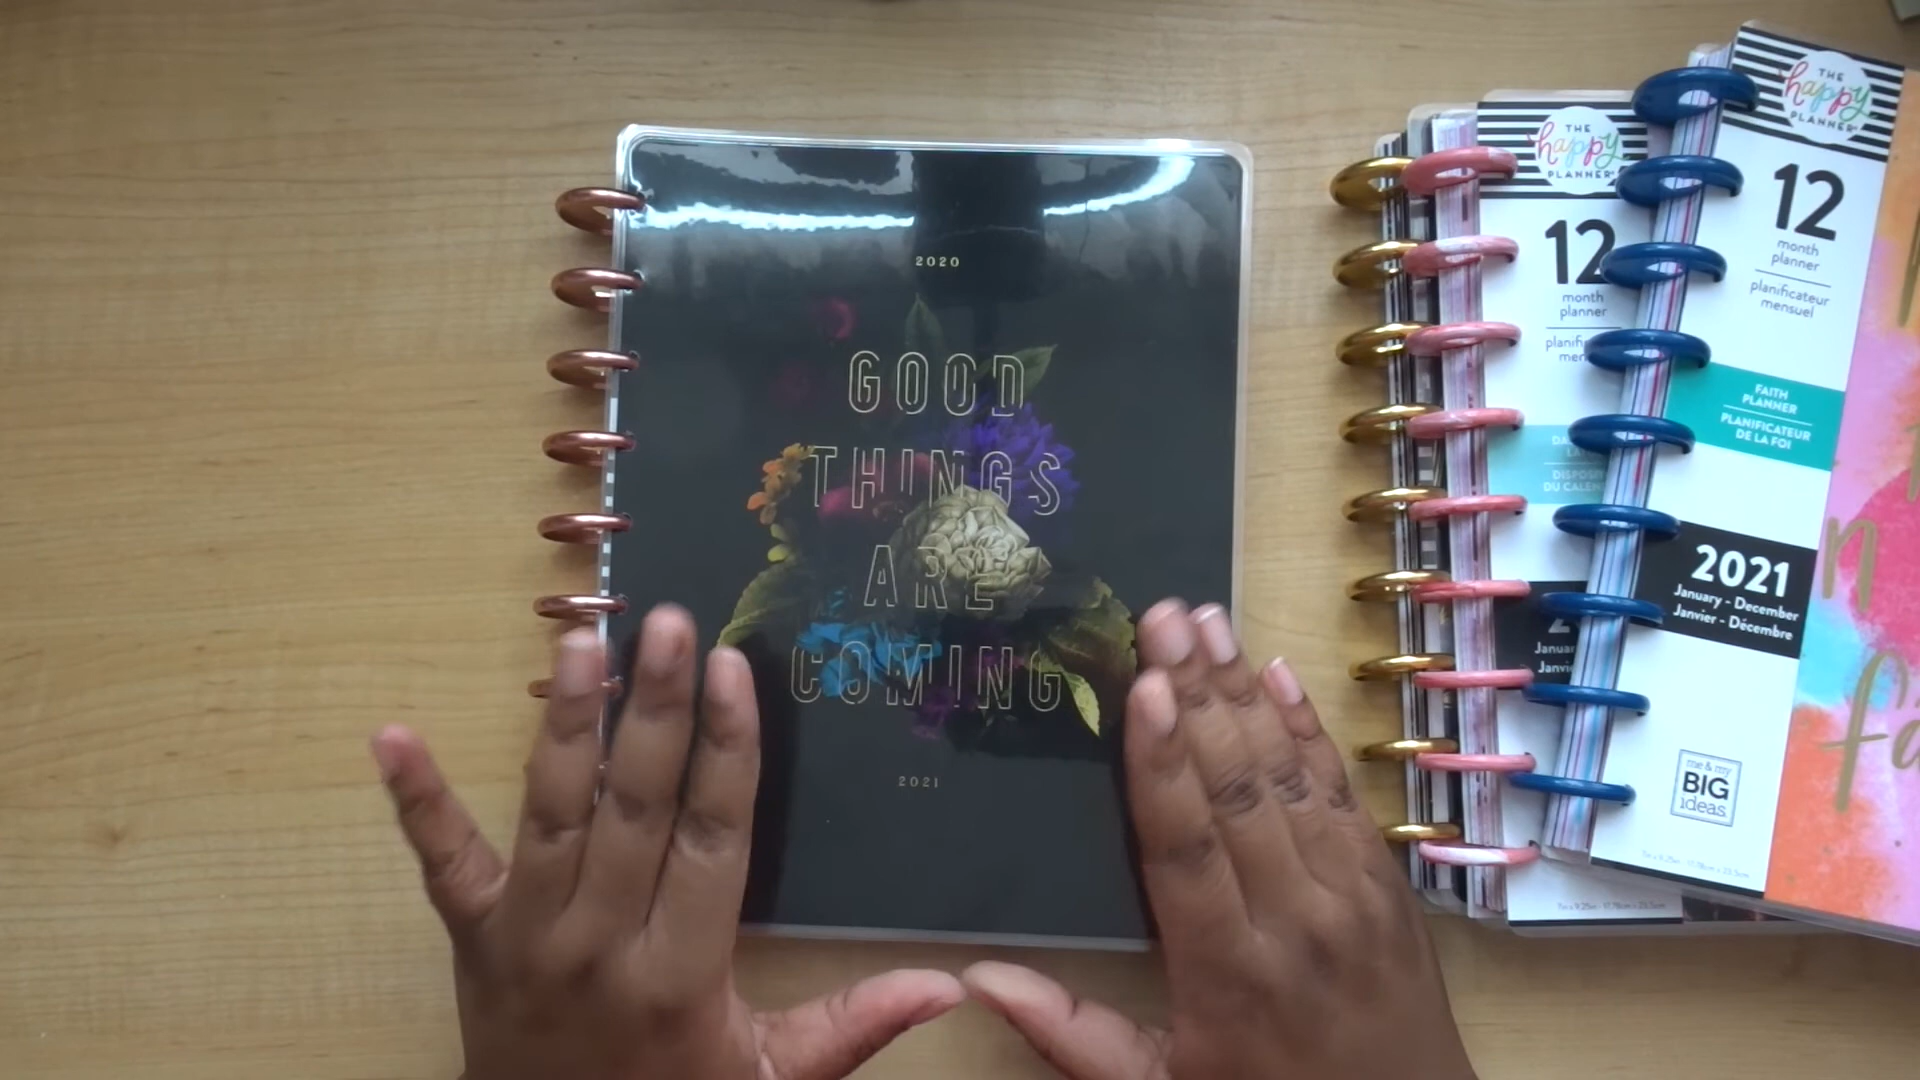 2020
GOOD
THINGS
ARE
COMING
2021
THE
happy
PLANNER
12
month
planner
THE
happy
PLANNER
12
month
planner
planificateur
mensuel
FAITH
PLANNER
PLANIFICATEUR
DE LA FOI
2021
January - December
Janvier - Décembre
me & my
BIG
ideas